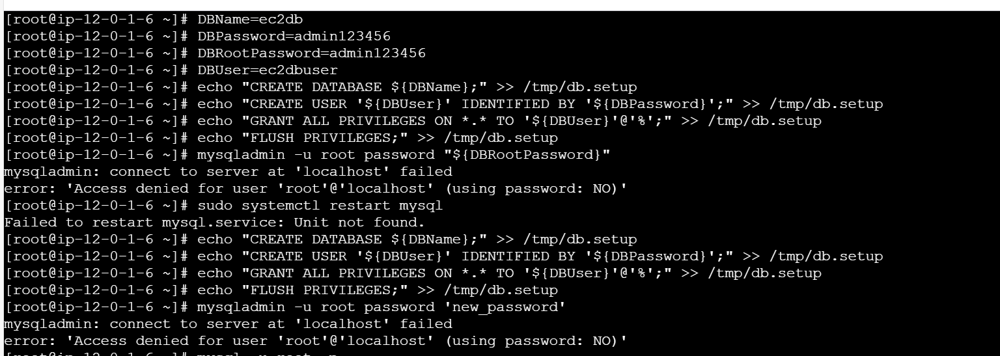 [root@ip-12-0-1-6 ~]# DBName=ec2db
[root@ip-12-0-1-6 ~]# DBPassword=admin123456
[root@ip-12-0-1-6 ~]# DBRootPassword=admin123456
[root@ip-12-0-1-6 ~]# DBUser=ec2dbuser
[root@ip-12-0-1-6 ~]# echo "CREATE DATABASE ${DBName};" >> /tmp/db.setup
[root@ip-12-0-1-6 ~]# echo "CREATE USER '${DBUser}' IDENTIFIED BY '${DBPassword}';" >> /tmp/db.setup
[root@ip-12-0-1-6 ~]# echo "GRANT ALL PRIVILEGES ON *.* TO '${DBUser}'@'%';" >> /tmp/db.setup
[root@ip-12-0-1-6 ~]# echo "FLUSH PRIVILEGES;" >> /tmp/db.setup
[root@ip-12-0-1-6 ~]# mysqladmin -u root password "${DBRootPassword}"
mysqladmin: connect to server at 'localhost' failed
error: 'Access denied for user 'root'@'localhost' (using password: NO)'
[root@ip-12-0-1-6 ~]# sudo systemctl restart mysql
Failed to restart mysql.service: Unit not found.
[root@ip-12-0-1-6 ~]# echo "CREATE DATABASE ${DBName};" >> /tmp/db.setup
[root@ip-12-0-1-6 ~]# echo "CREATE USER '${DBUser}' IDENTIFIED BY '${DBPassword}';" >> /tmp/db.setup
[root@ip-12-0-1-6 ~]# echo "GRANT ALL PRIVILEGES ON *.* TO '${DBUser}'@'%';" >> /tmp/db.setup
[root@ip-12-0-1-6 ~]# echo "FLUSH PRIVILEGES;" >> /tmp/db.setup
[root@ip-12-0-1-6 ~]# mysqladmin -u root password 'new_password'
mysqladmin: connect to server at 'localhost' failed
error: 'Access denied for user 'root'@'localhost' (using password: NO)'